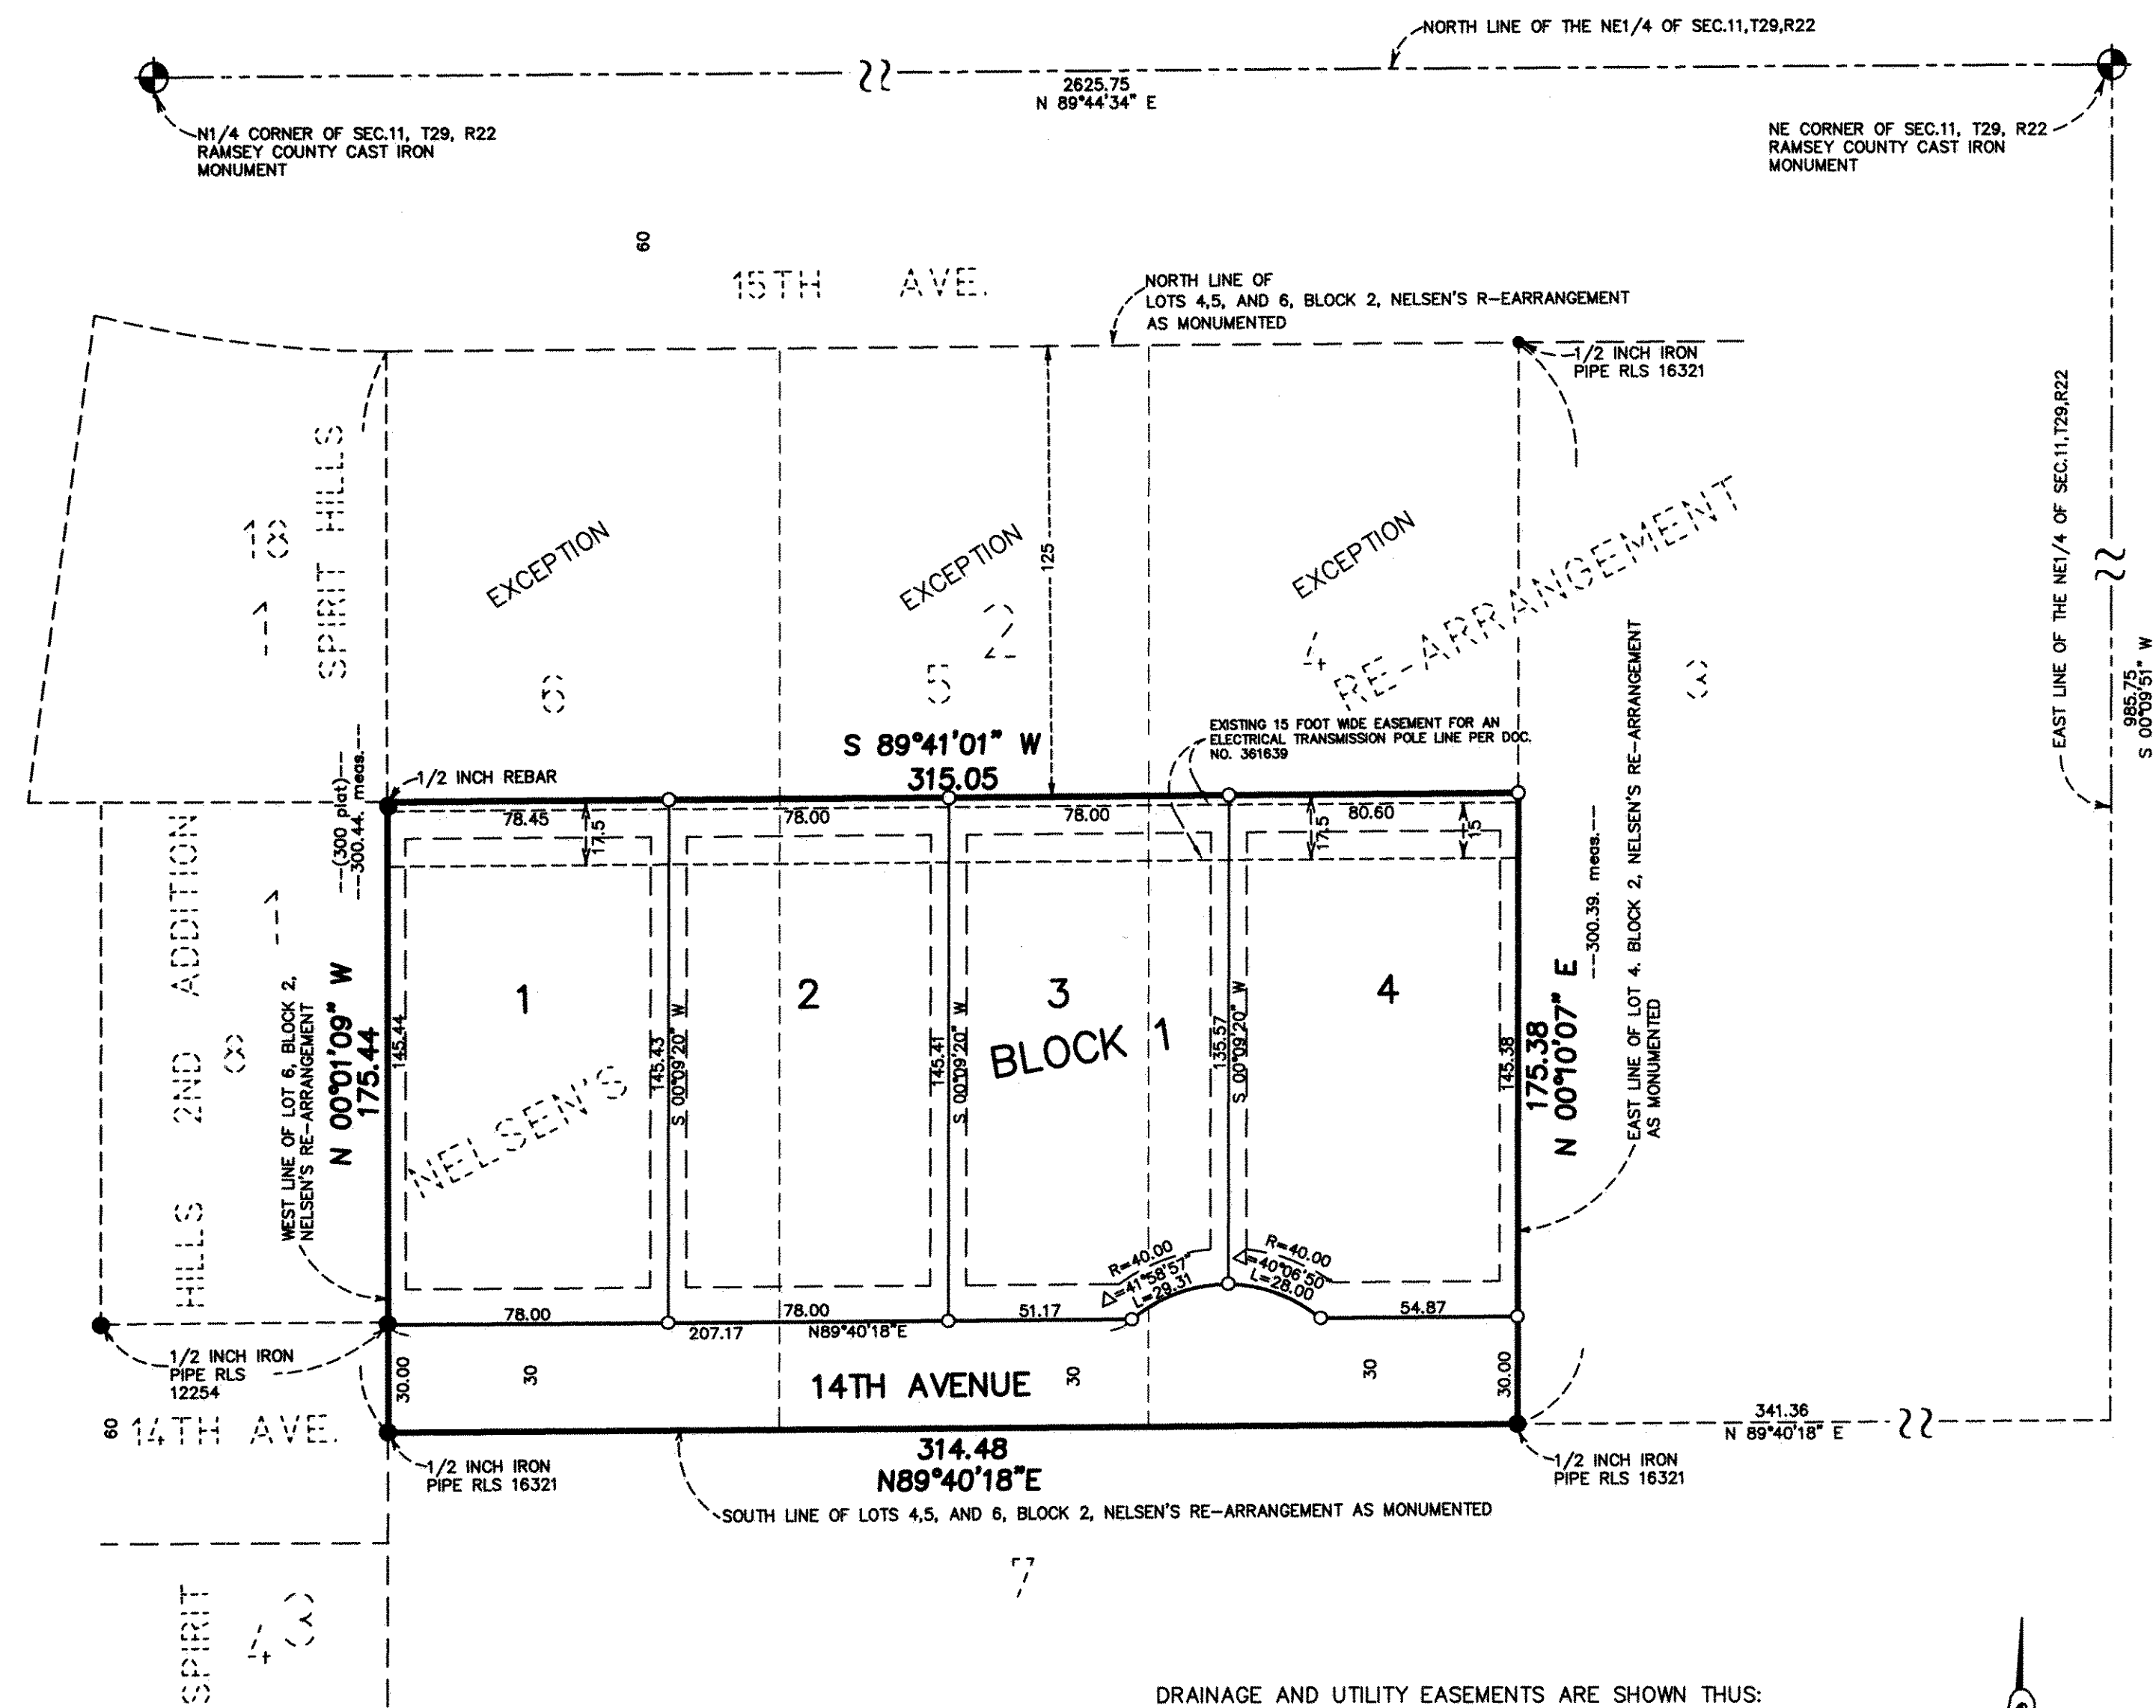 NORTH LINE OF THE NE1/4 OF SEC.11,T29,R22
2625.75
N 89°44'34" E
N1/4 CORNER OF SEC.11, T29, R22
RAMSEY COUNTY CAST IRON
MONUMENT
NE CORNER OF SEC.11, T29, R22
RAMSEY COUNTY CAST IRON
MONUMENT
60
15TH AVE.
NORTH LINE OF
LOTS 4,5, AND 6, BLOCK 2, NELSEN'S R-EARRANGEMENT
AS MONUMENTED
1/2 INCH IRON
PIPE RLS 16321
EAST LINE OF THE NE1/4 OF SEC.11,T29,R22
985.75
S 00°09'51" W
18
1
SPIRIT HILLS
EXCEPTION
EXCEPTION
EXCEPTION
125
2
6
5
4
3
RE-ARRANGEMENT
EXISTING 15 FOOT WIDE EASEMENT FOR AN
ELECTRICAL TRANSMISSION POLE LINE PER DOC.
NO. 361639
S 89°41'01" W
315.05
1/2 INCH REBAR
--(300 plat)--
--300.44. meas.--
78.45
78.00
78.00
80.60
17.5
17.5
15
--300.39. meas.--
EAST LINE OF LOT 4. BLOCK 2, NELSEN'S RE-ARRANGEMENT
AS MONUMENTED
HILLS 2ND ADDITION
1
8
WEST LINE OF LOT 6, BLOCK 2,
NELSEN'S RE-ARRANGEMENT
N 00°01'09" W
175.44
145.44
1
2
3
4
BLOCK 1
NELSEN'S
145.43
S 00°09'20" W
145.41
S 00°09'20" W
135.57
S 00°09'20" W
145.38
175.38
N 00°10'07" E
R=40.00
△=41°58'57"
L=29.31
R=40.00
△=40°06'50"
L=28.00
78.00
78.00
51.17
54.87
207.17
N89°40'18"E
1/2 INCH IRON
PIPE RLS
12254
30.00
30
14TH AVENUE
30
30
30.00
60
14TH AVE.
341.36
N 89°40'18" E
314.48
N89°40'18"E
1/2 INCH IRON
PIPE RLS 16321
1/2 INCH IRON
PIPE RLS 16321
SOUTH LINE OF LOTS 4,5, AND 6, BLOCK 2, NELSEN'S RE-ARRANGEMENT AS MONUMENTED
7
SPIRIT
4
3
DRAINAGE AND UTILITY EASEMENTS ARE SHOWN THUS: